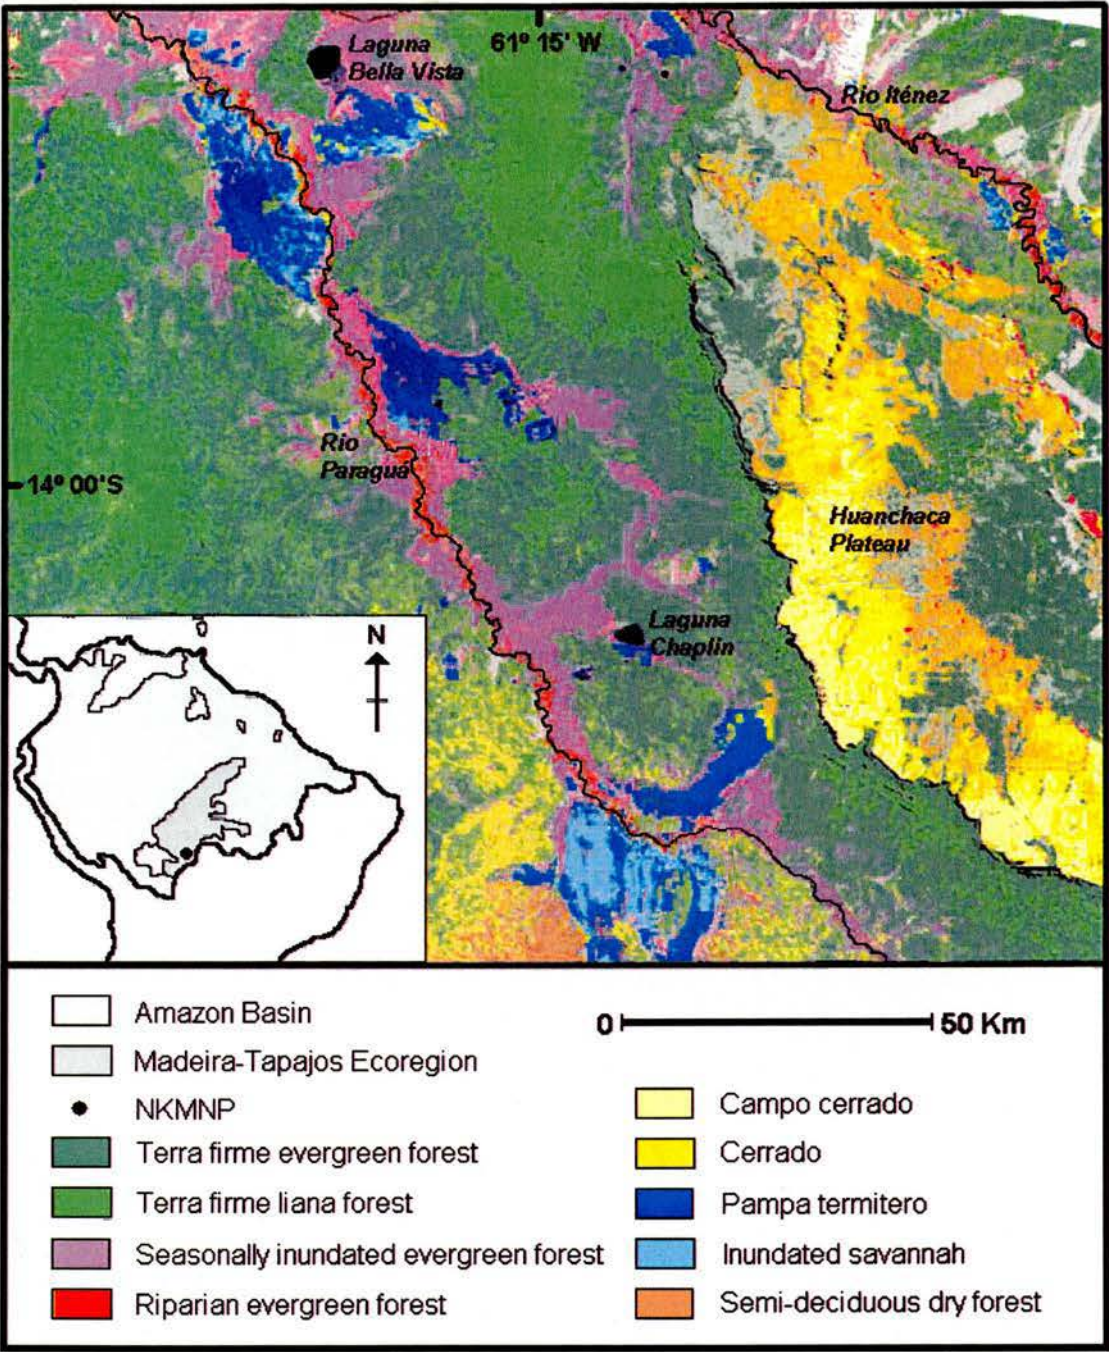 Laguna
Bella Vista
61º 15' W
Rio Iténez
Rio
Paraguá
14º 00'S
Huanchaca
Plateau
Laguna
Chaplin
N
Amazon Basin
Madeira-Tapajos Ecoregion
NKMNP
Terra firme evergreen forest
Terra firme liana forest
Seasonally inundated evergreen forest
Riparian evergreen forest
0 50 Km
Campo cerrado
Cerrado
Pampa termitero
Inundated savannah
Semi-deciduous dry forest